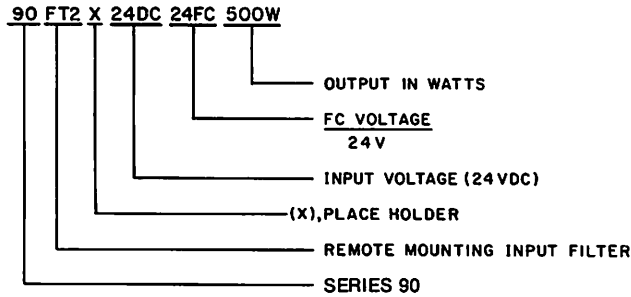 90 FT2 X 24DC 24FC 500W
OUTPUT IN WATTS
FC VOLTAGE
24V
INPUT VOLTAGE (24VDC)
(X), PLACE HOLDER
REMOTE MOUNTING INPUT FILTER
SERIES 90